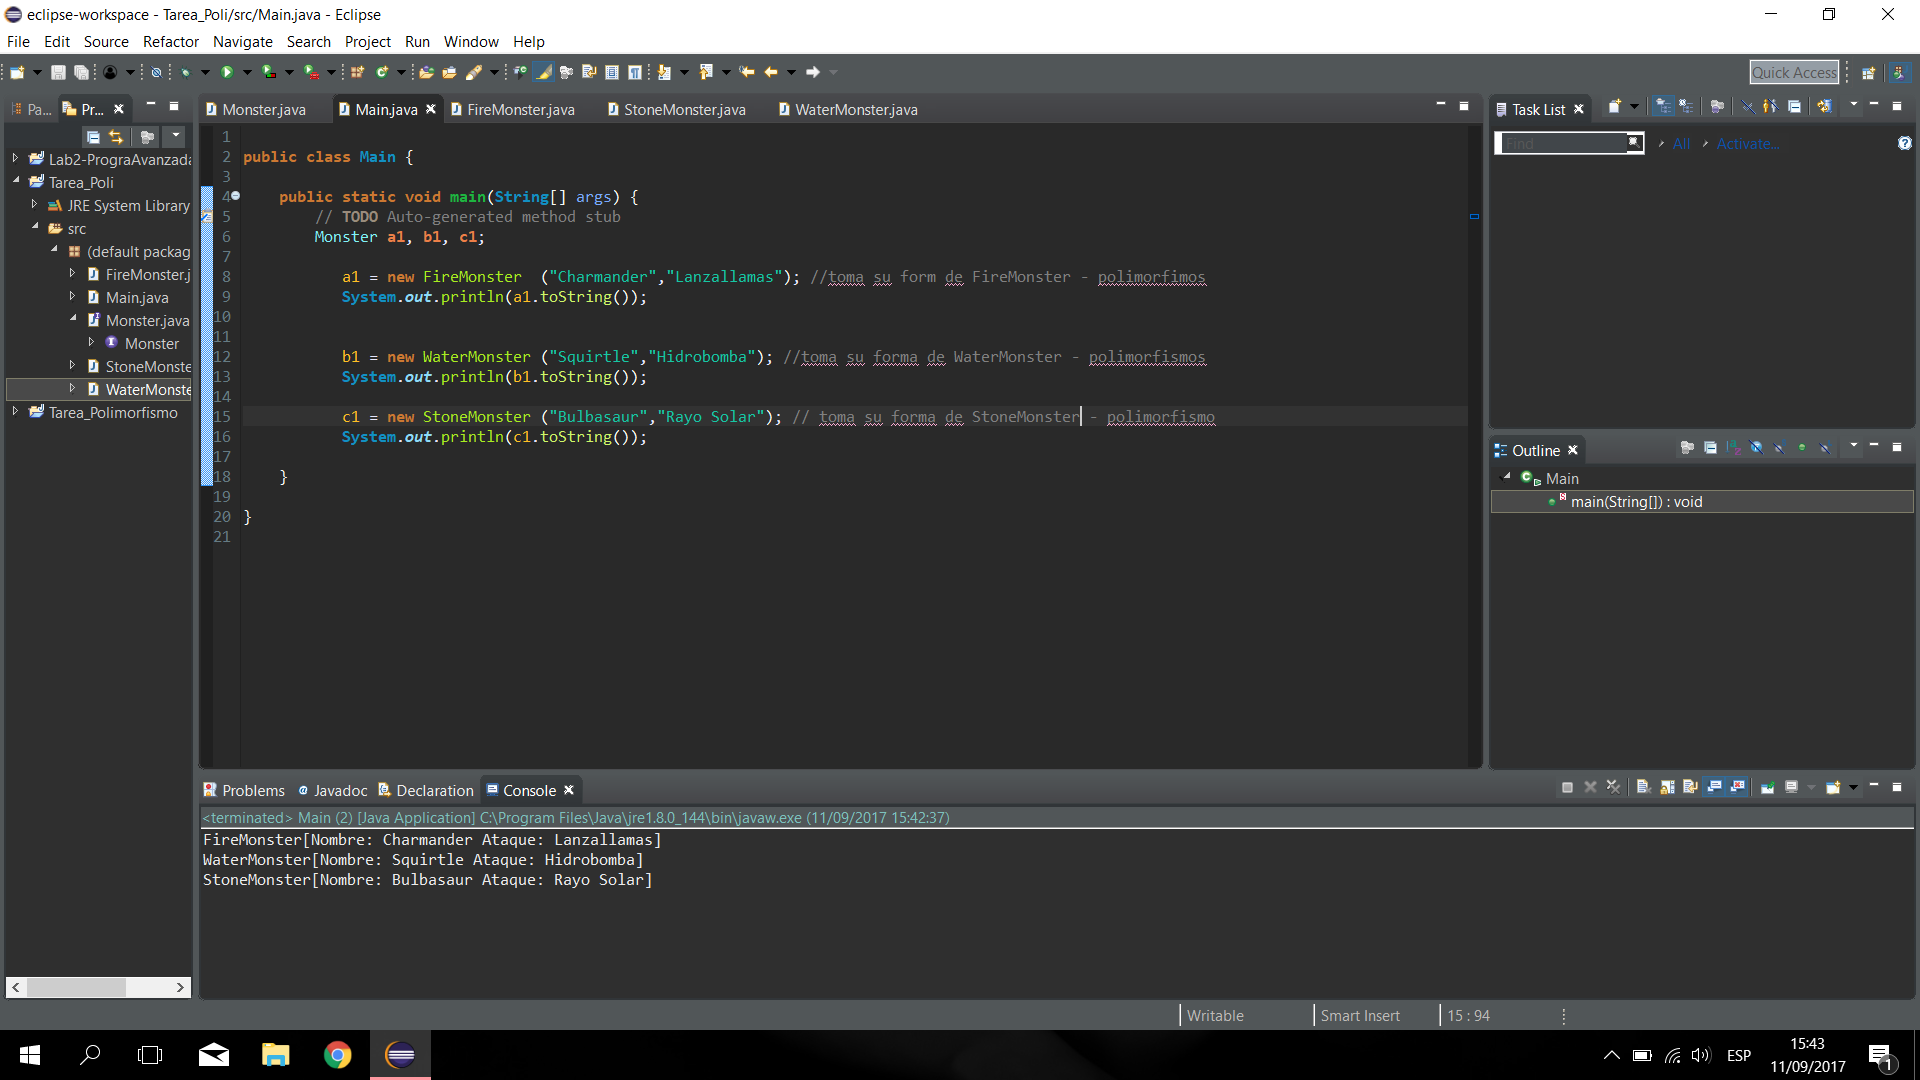 eclipse-workspace - Tarea_Poli/src/Main.java - Eclipse
File Edit Source Refactor Navigate Search Project Run Window Help
Quick Access
Pa... Pr...
Lab2-PrograAvanzada
Tarea_Poli
JRE System Library
src
(default packag
FireMonster.j
Main.java
Monster.java
Monster
StoneMonste
WaterMonste
Tarea_Polimorfismo
Monster.java Main.java FireMonster.java StoneMonster.java WaterMonster.java
1
2 public class Main {
3
4 public static void main(String[] args) {
5 // TODO Auto-generated method stub
6 Monster a1, b1, c1;
7
8 a1 = new FireMonster  ("Charmander","Lanzallamas"); //toma su form de FireMonster - polimorfimos
9 System.out.println(a1.toString());
10
11
12 b1 = new WaterMonster ("Squirtle","Hidrobomba"); //toma su forma de WaterMonster - polimorfismos
13 System.out.println(b1.toString());
14
15 c1 = new StoneMonster ("Bulbasaur","Rayo Solar"); // toma su forma de StoneMonster - polimorfismo
16 System.out.println(c1.toString());
17
18 }
19
20 }
21
Task List
Find All Activate...
Outline
Main
main(String[]) : void
Problems Javadoc Declaration Console
<terminated> Main (2) [Java Application] C:\Program Files\Java\jre1.8.0_144\bin\javaw.exe (11/09/2017 15:42:37)
FireMonster[Nombre: Charmander Ataque: Lanzallamas]
WaterMonster[Nombre: Squirtle Ataque: Hidrobomba]
StoneMonster[Nombre: Bulbasaur Ataque: Rayo Solar]
Writable Smart Insert 15 : 94
ESP
15:43
11/09/2017
1